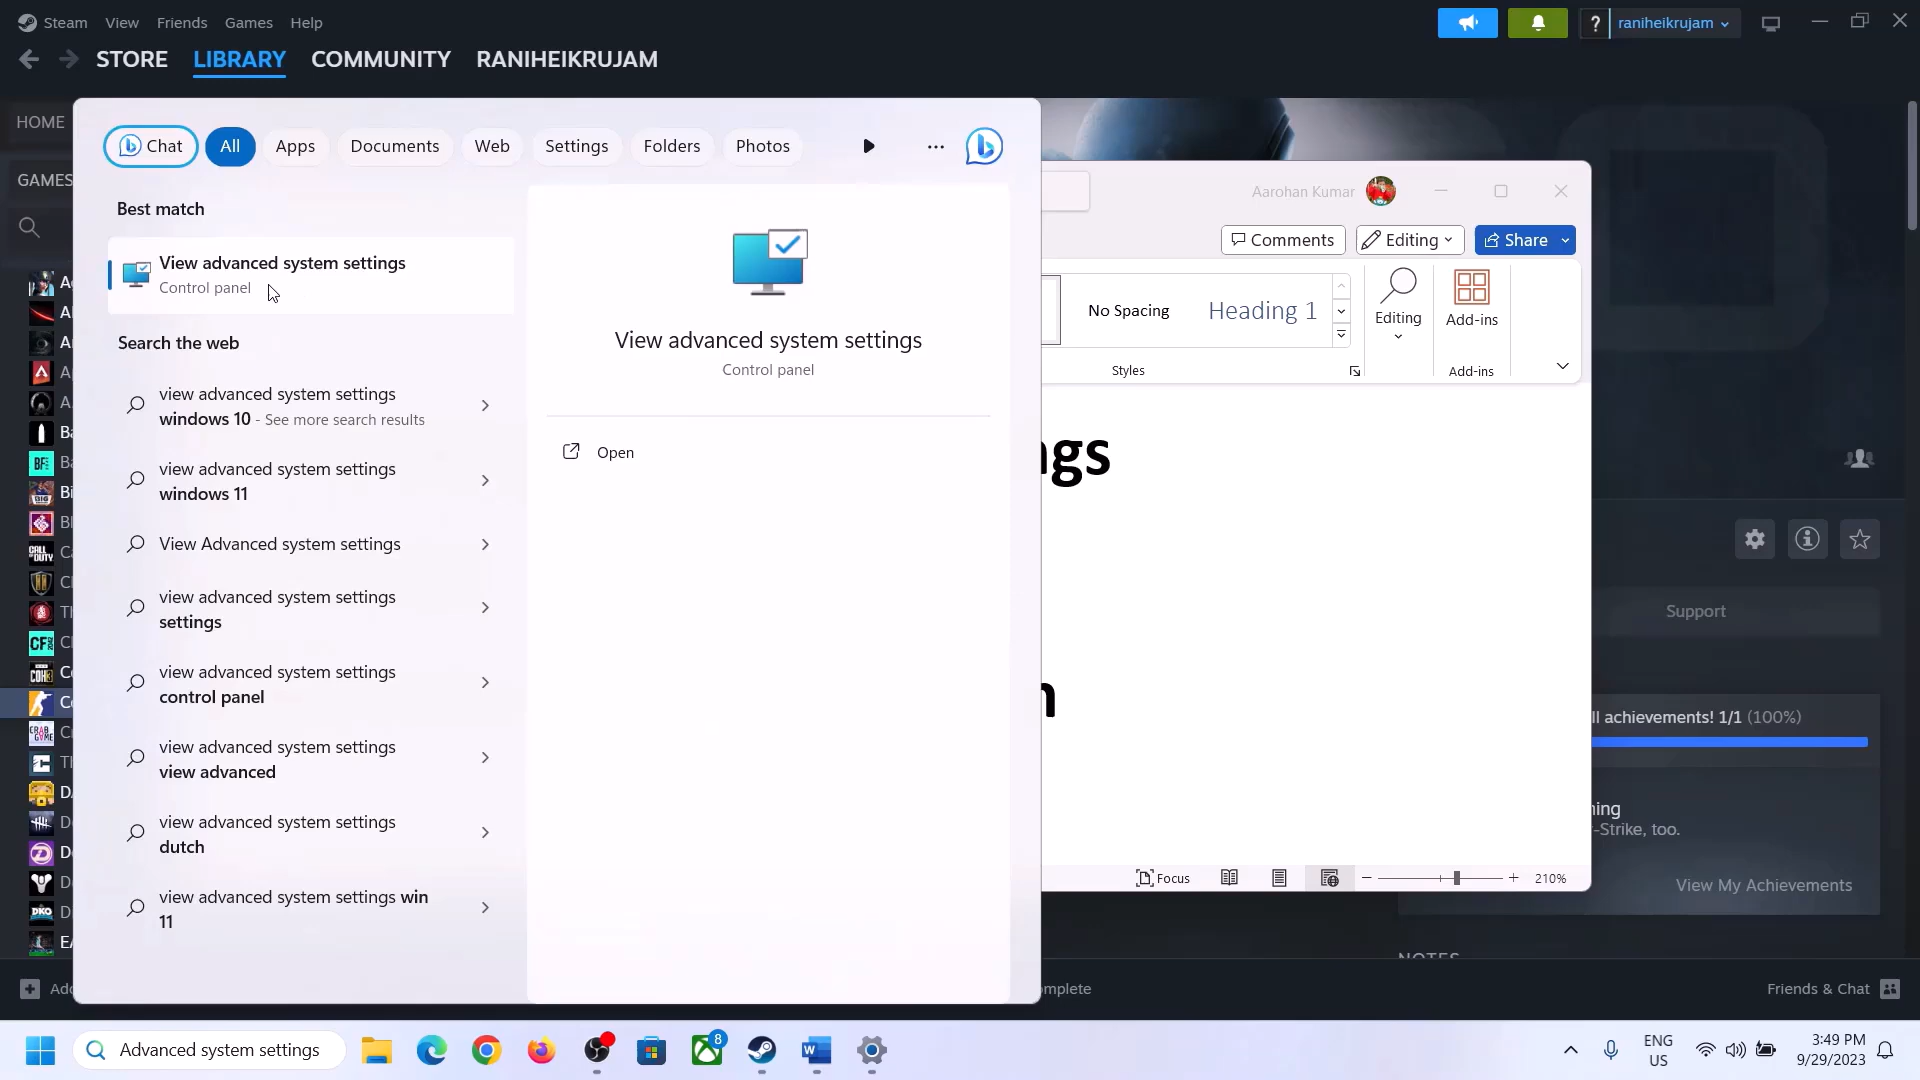 Steam View Friends Games Help
? raniheikrujam
STORE LIBRARY COMMUNITY RANIHEIKRUJAM
HOME
GAMES
Chat All Apps Documents Web Settings Folders Photos
Best match
View advanced system settings
Control panel
Search the web
view advanced system settings
windows 10 - See more search results
view advanced system settings
windows 11
View Advanced system settings
view advanced system settings
settings
view advanced system settings
control panel
view advanced system settings
view advanced
view advanced system settings
dutch
view advanced system settings win
11
View advanced system settings
Control panel
Open
Aarohan Kumar
Comments Editing Share
No Spacing Heading 1
Editing
Add-ins
Styles
Add-ins
ngs
n
Focus
210%
Support
ll achievements! 1/1 (100%)
ning
-Strike, too.
View My Achievements
NOTES
Add
mplete
Friends & Chat
Advanced system settings
8
ENG
US
3:49 PM
9/29/2023